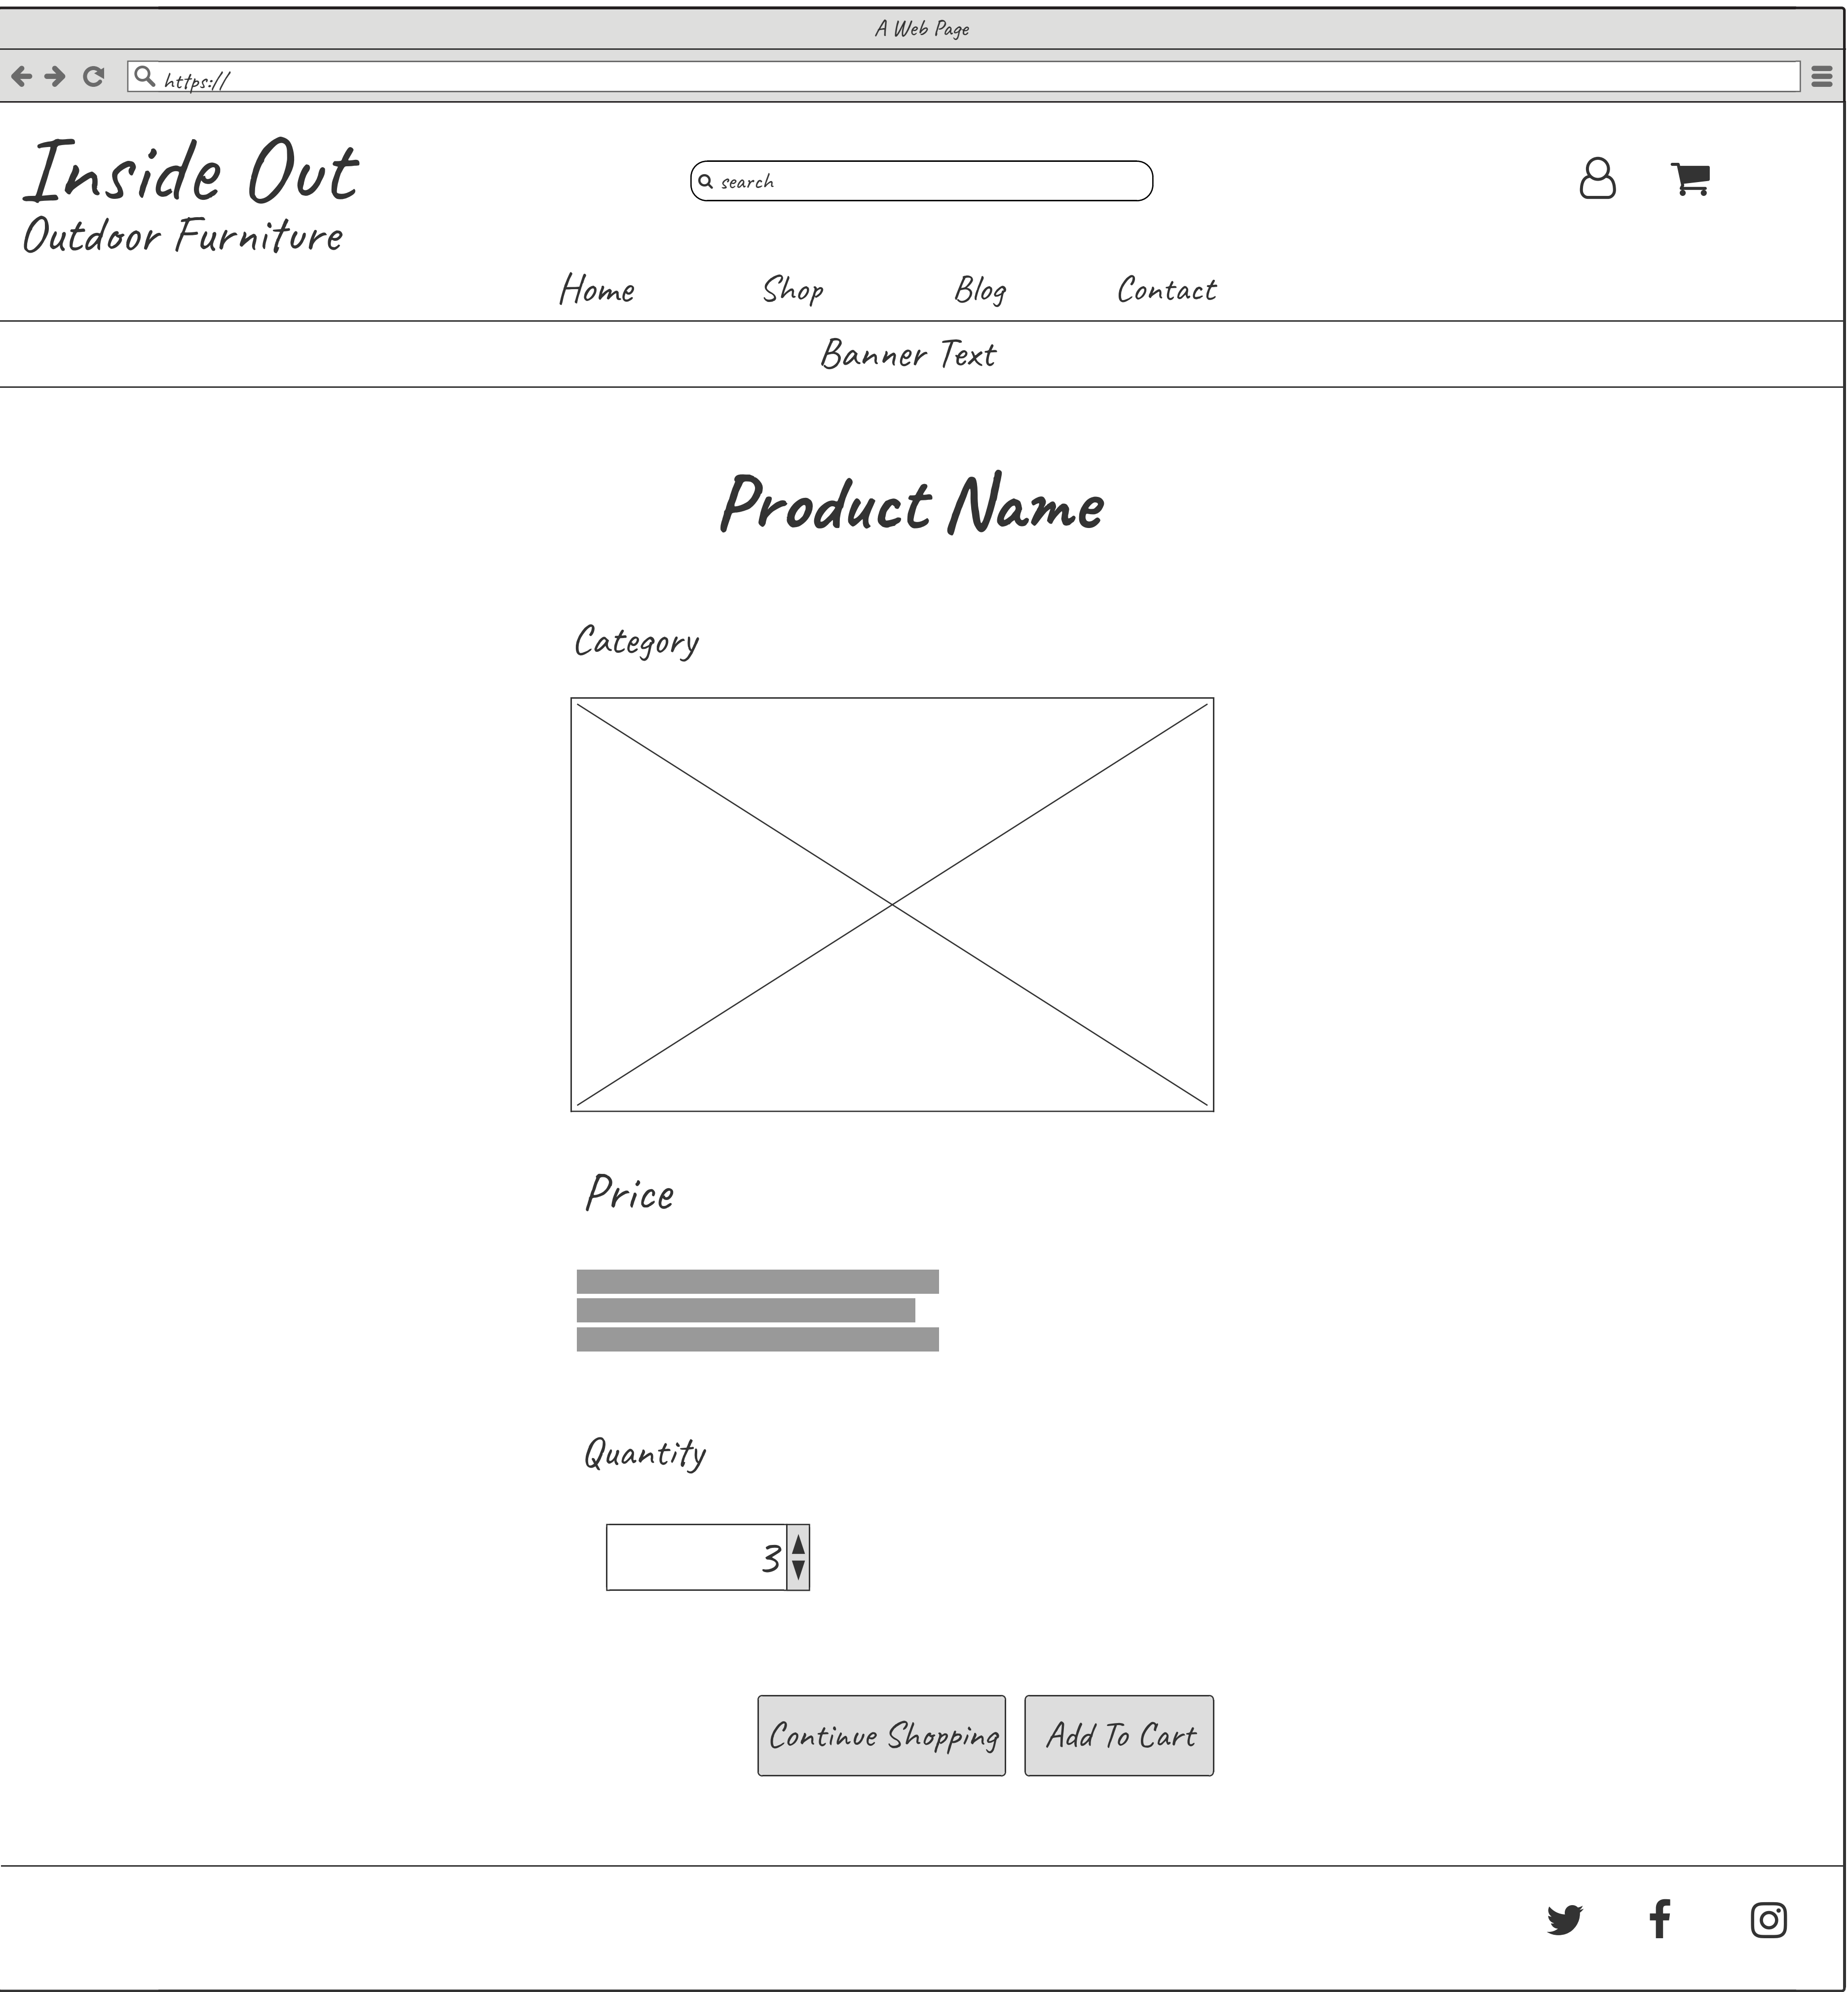 A Web Page
https://
Inside Out
search
Outdoor Furniture
Home Shop Blog Contact
Banner Text
Product Name
Category
Price
Quantity
3
Continue Shopping Add To Cart